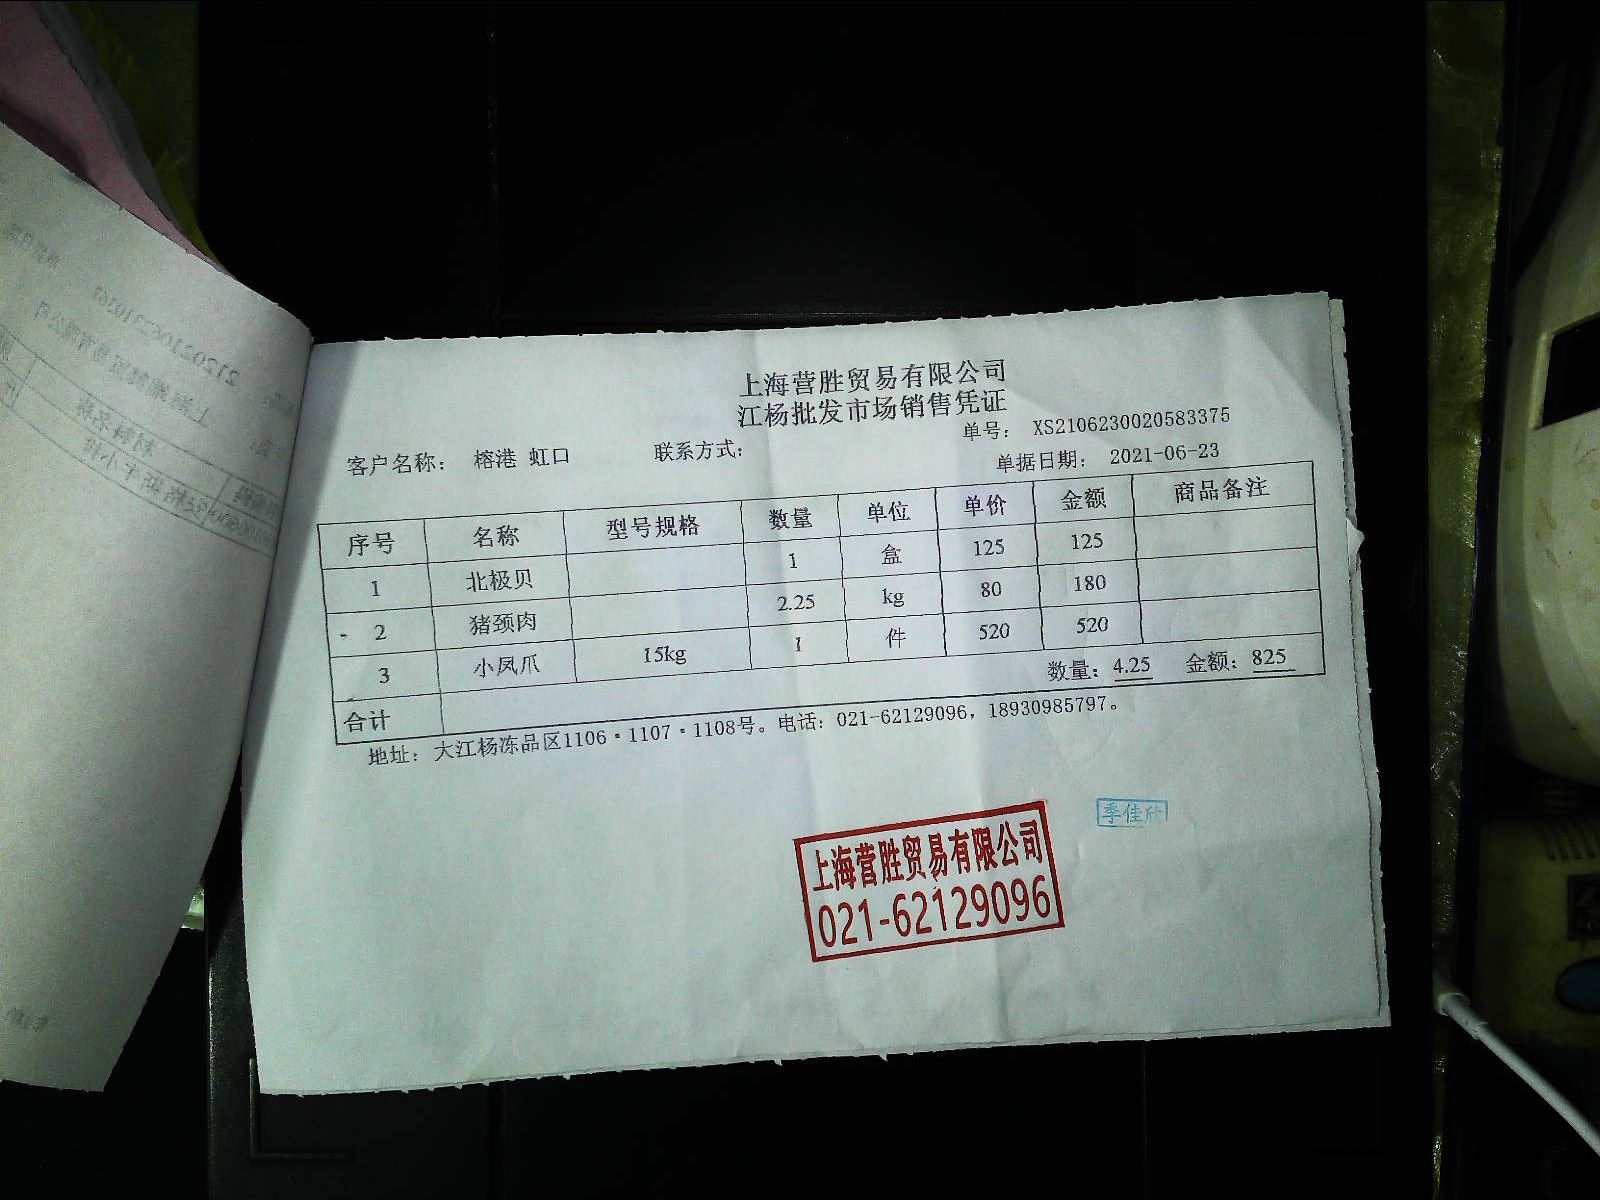 上海营胜贸易有限公司
江杨批发市场销售凭证
单号： XS2106230020583375
客户名称： 榕港 虹口 联系方式：
单据日期： 2021-06-23
序号 名称 型号规格 数量 单位 单价 金额 商品备注
1 北极贝 1 盒 125 125
2 猪颈肉 2.25 kg 80 180
3 小凤爪 15kg 1 件 520 520
合计 数量：4.25 金额：825
地址：大江杨冻品区1106·1107·1108号。电话：021-62129096，18930985797。
季佳欣
上海营胜贸易有限公司
021-62129096